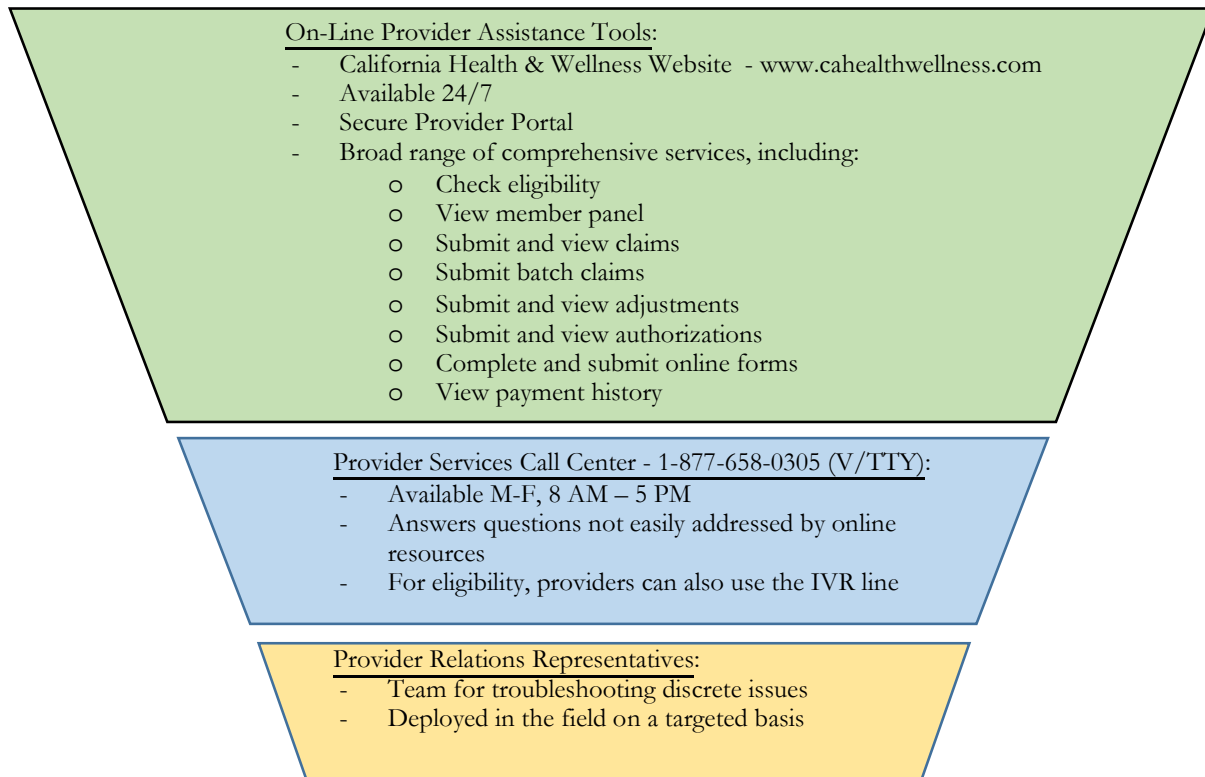 On-Line Provider Assistance Tools:
- California Health & Wellness Website - www.cahealthwellness.com
- Available 24/7
- Secure Provider Portal
- Broad range of comprehensive services, including:
o Check eligibility
o View member panel
o Submit and view claims
o Submit batch claims
o Submit and view adjustments
o Submit and view authorizations
o Complete and submit online forms
o View payment history
Provider Services Call Center - 1-877-658-0305 (V/TTY):
- Available M-F, 8 AM – 5 PM
- Answers questions not easily addressed by online
resources
- For eligibility, providers can also use the IVR line
Provider Relations Representatives:
- Team for troubleshooting discrete issues
- Deployed in the field on a targeted basis